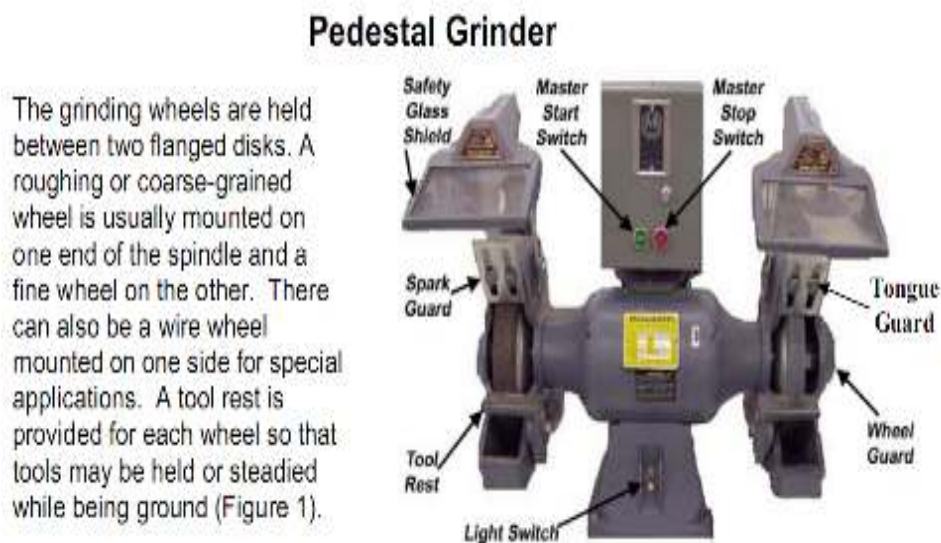 Pedestal Grinder
The grinding wheels are held
between two flanged disks. A
roughing or coarse-grained
wheel is usually mounted on
one end of the spindle and a
fine wheel on the other. There
can also be a wire wheel
mounted on one side for special
applications. A tool rest is
provided for each wheel so that
tools may be held or steadied
while being ground (Figure 1).
Safety
Glass
Shield
Master
Start
Switch
Master
Stop
Switch
Spark
Guard
Tongue
Guard
Tool
Rest
Wheel
Guard
Light Switch